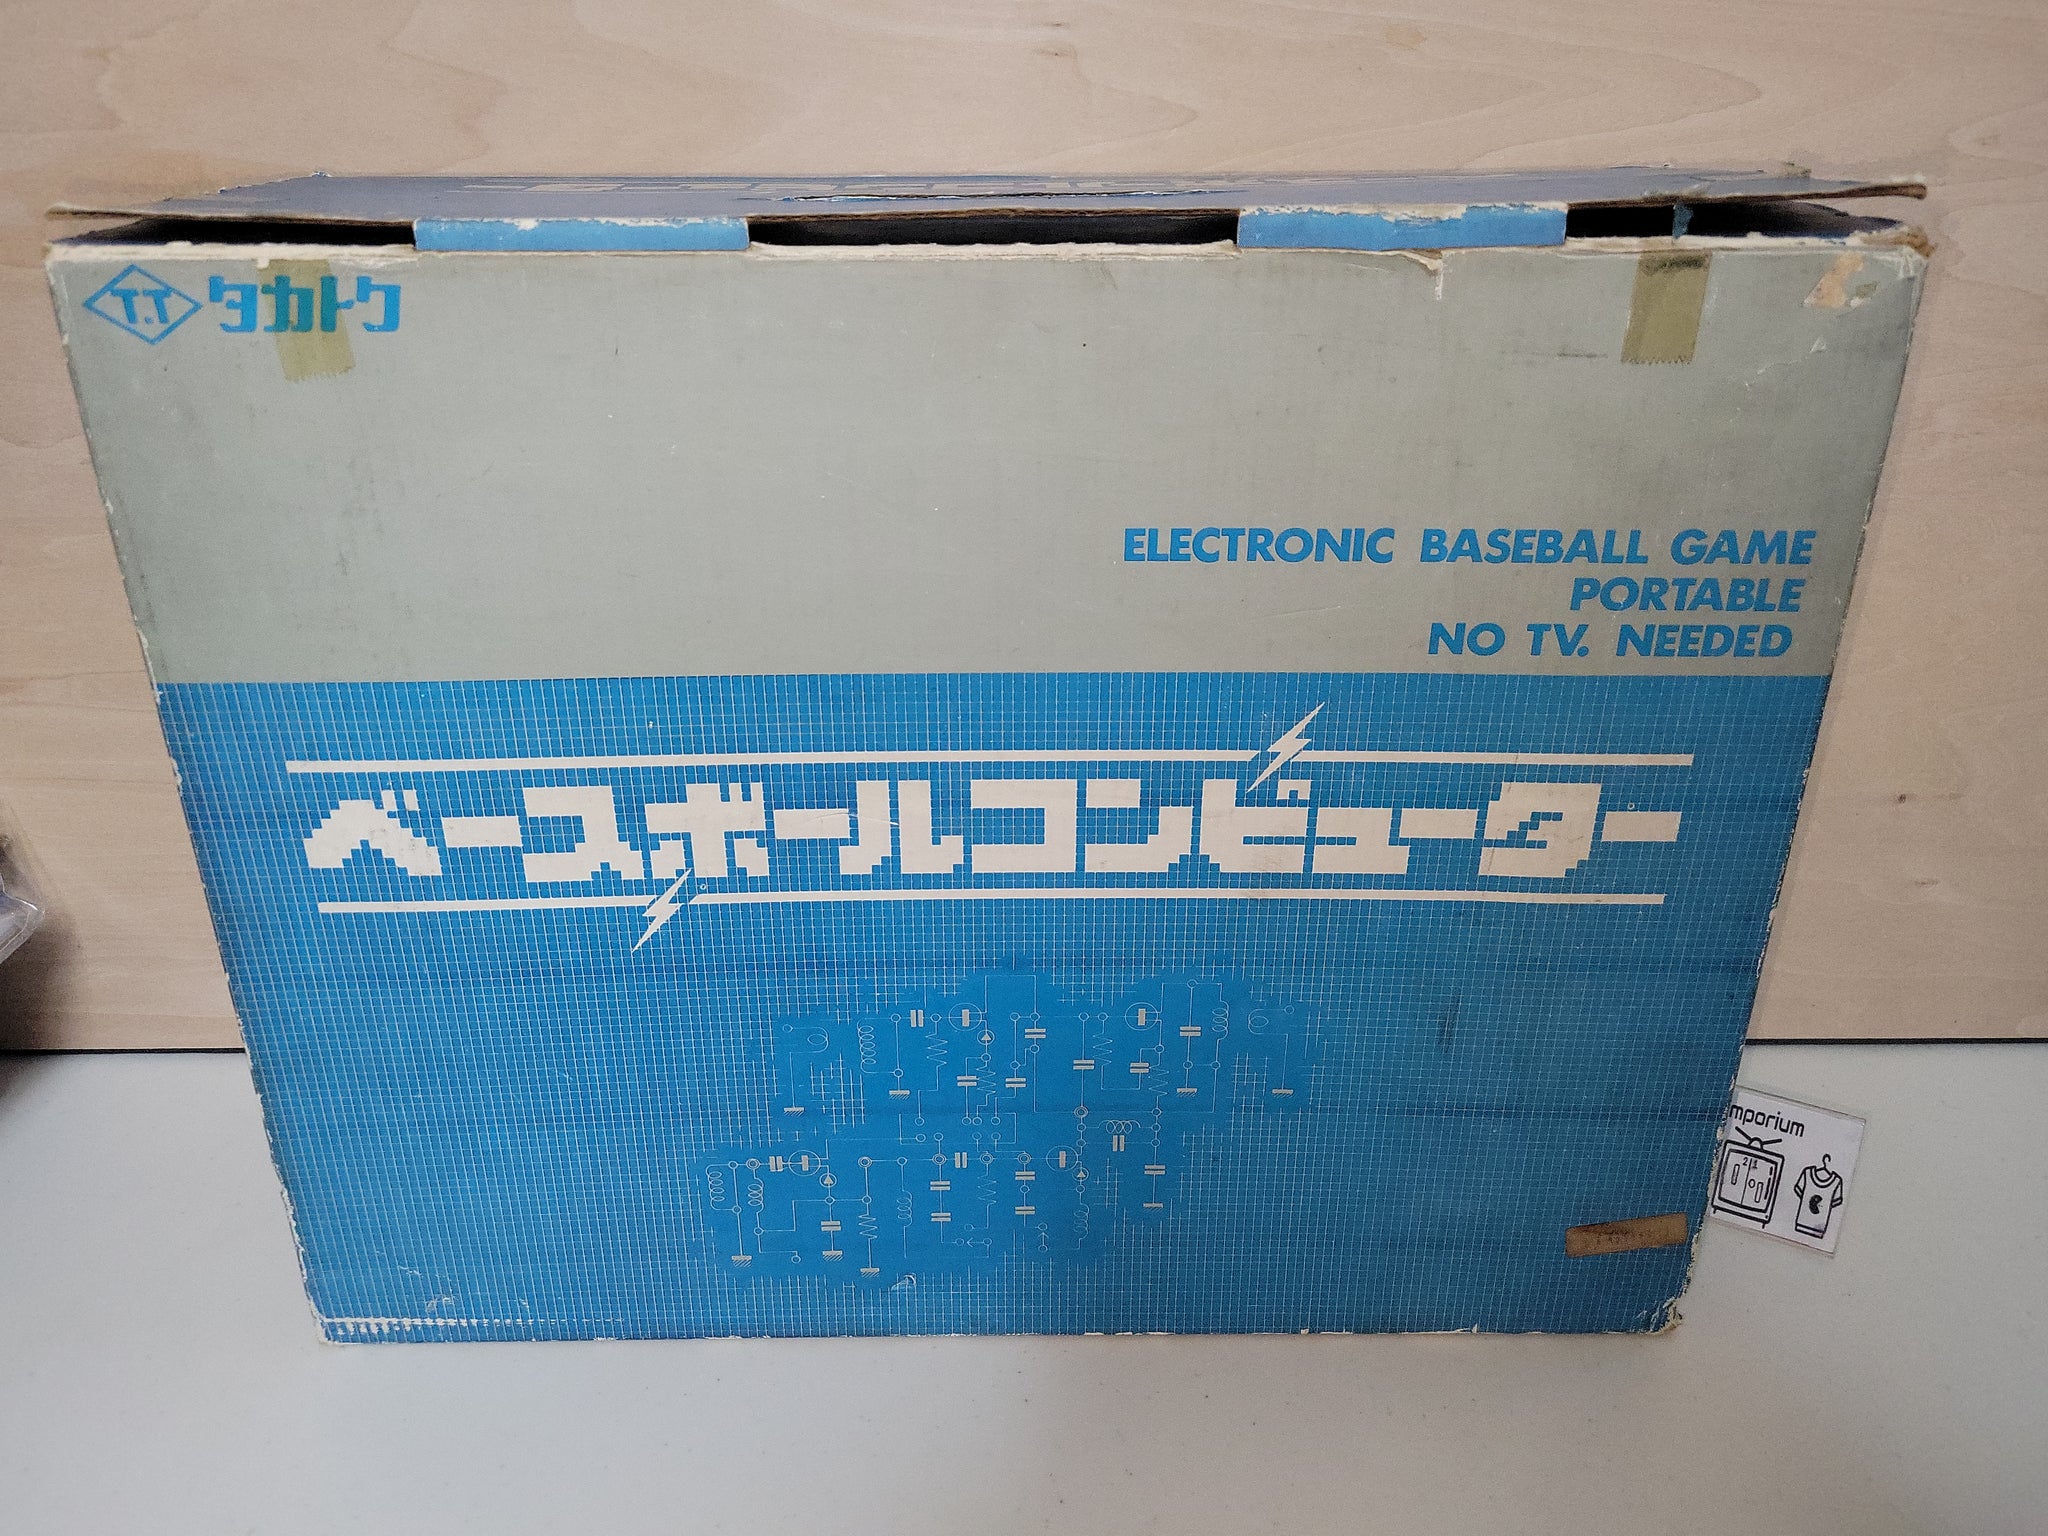 T.T タカトク
ELECTRONIC BASEBALL GAME
PORTABLE
NO TV. NEEDED
ベースボールコンピューター
mporium